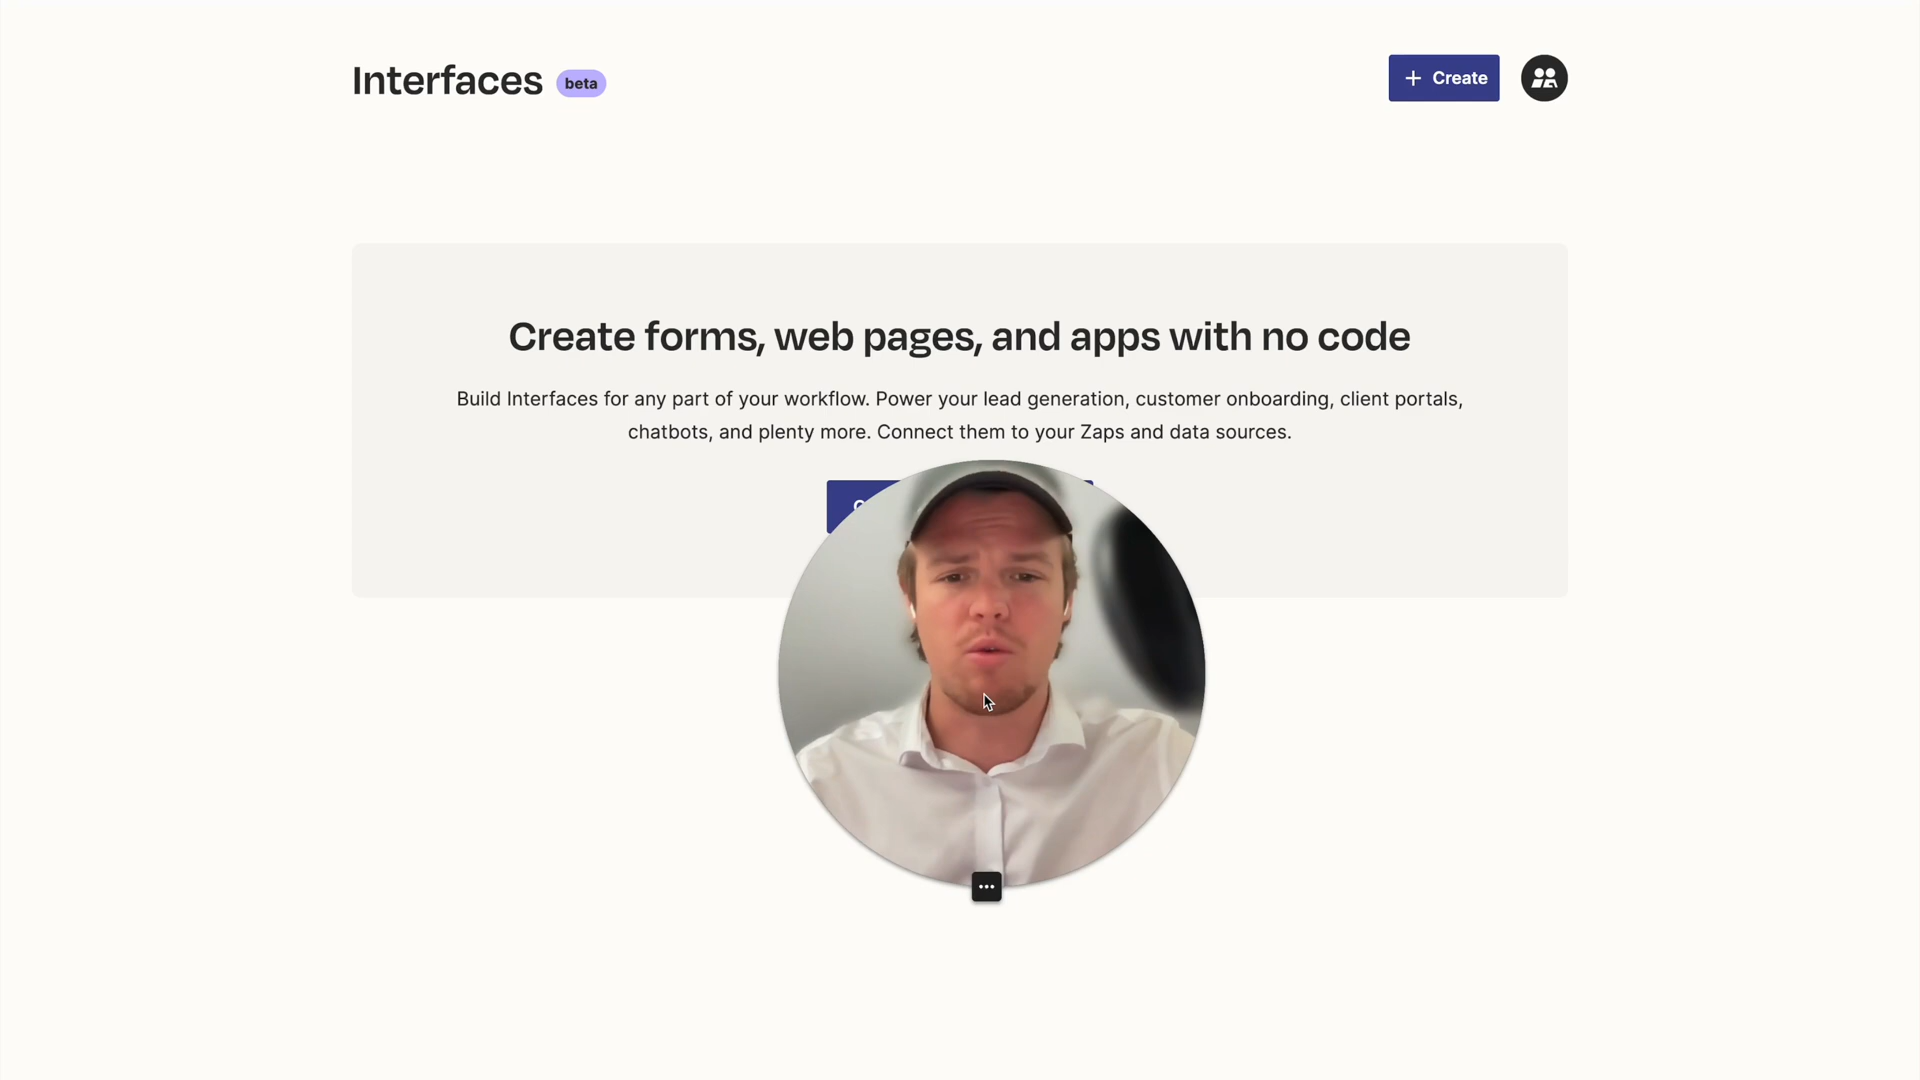 Interfaces beta
+ Create
Create forms, web pages, and apps with no code
Build Interfaces for any part of your workflow. Power your lead generation, customer onboarding, client portals,
chatbots, and plenty more. Connect them to your Zaps and data sources.